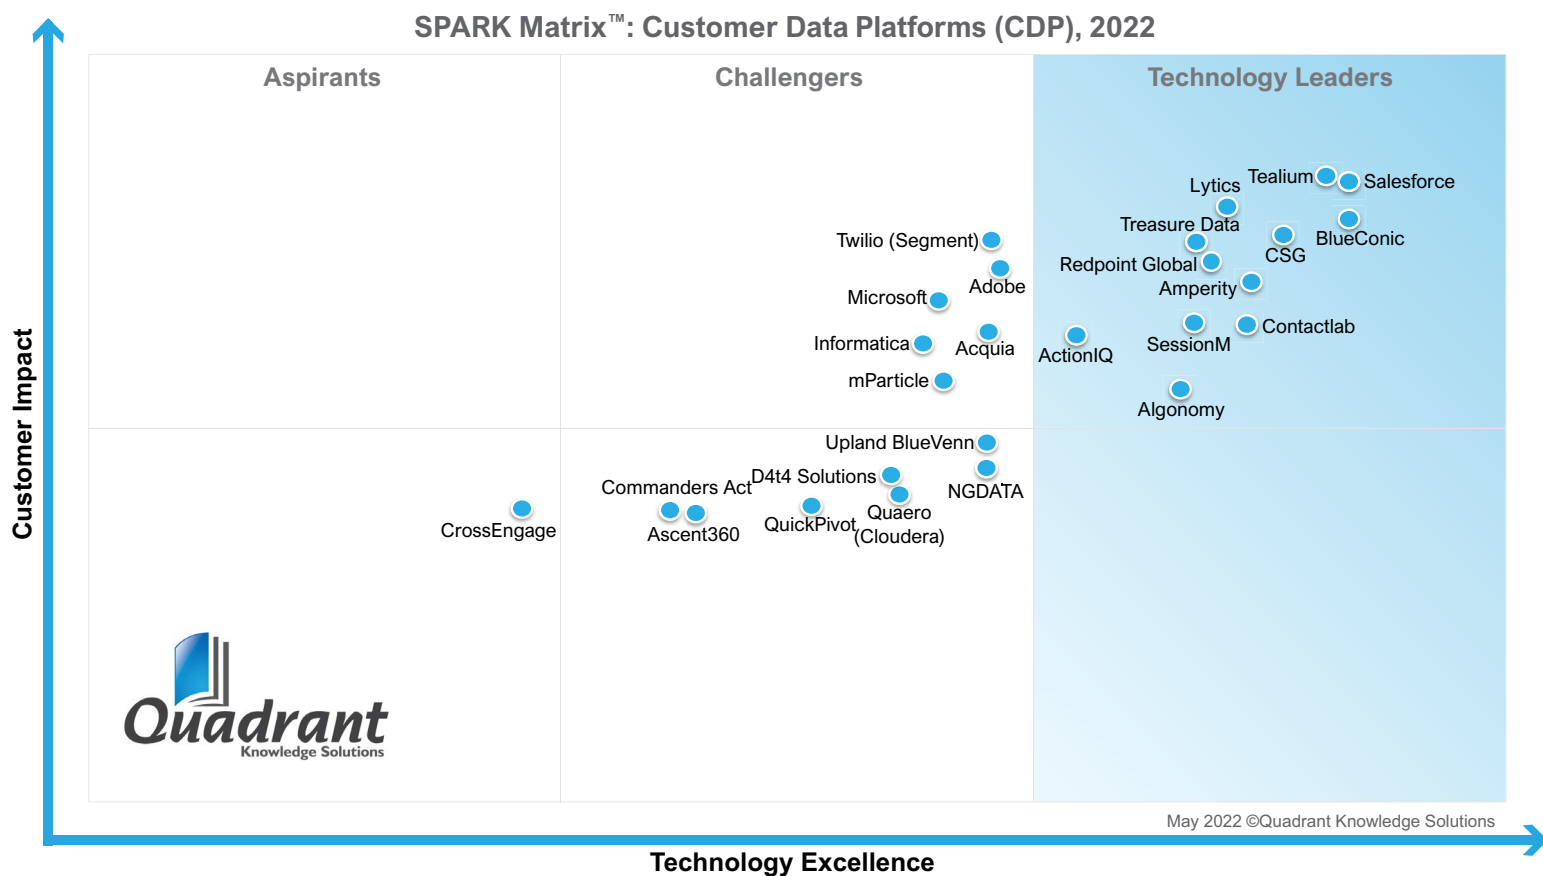 SPARK Matrix™: Customer Data Platforms (CDP), 2022
Aspirants
Challengers
Technology Leaders
Tealium
Salesforce
Lytics
Treasure Data
BlueConic
CSG
Redpoint Global
Amperity
Contactlab
SessionM
ActionIQ
Algonomy
Twilio (Segment)
Adobe
Microsoft
Informatica
Acquia
mParticle
Upland BlueVenn
NGDATA
D4t4 Solutions
Quaero
(Cloudera)
QuickPivot
Commanders Act
Ascent360
CrossEngage
Customer Impact
Quadrant
Knowledge Solutions
May 2022 ©Quadrant Knowledge Solutions
Technology Excellence